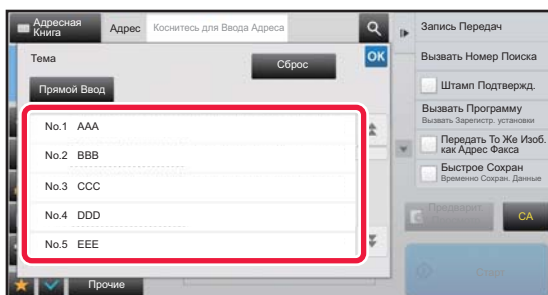 Адресная
Книга
Адрес
Коснитесь для Ввода Адреса
Тема
Сброс
OK
Прямой Ввод
No.1 AAA
No.2 BBB
No.3 CCC
No.4 DDD
No.5 EEE
Прочие
Запись Передач
Вызвать Номер Поиска
Штамп Подтвержд.
Вызвать Программу
Вызвать Зарегистр. установки
Передать То Же Изоб.
как Адрес Факса
Быстрое Сохран
Временно Сохран. Данные
Предварит.
CA
Старт